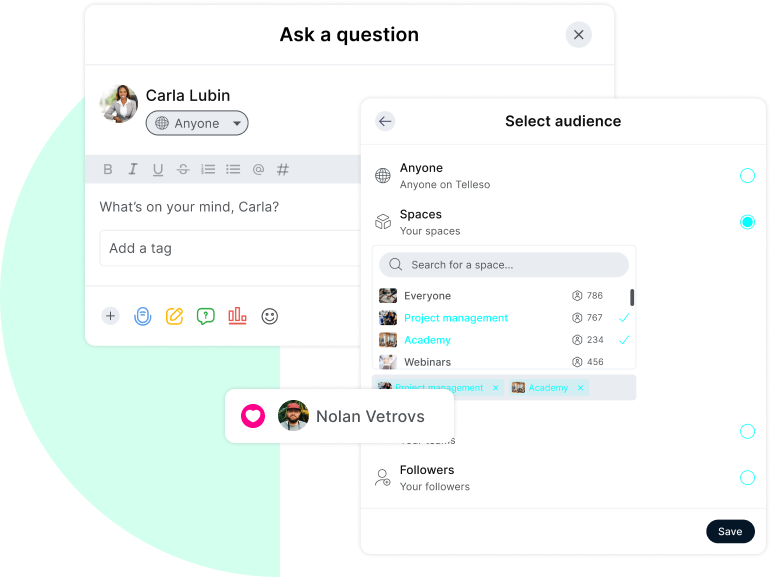 Ask a question
Carla Lubin
Anyone
B I U S @ #
What's on your mind, Carla?
Add a tag
Select audience
Anyone
Anyone on Telleso
Spaces
Your spaces
Search for a space...
Everyone 786
Project management 767
Academy 234
Webinars 456
Project management × Academy ×
Nolan Vetrovs
Your teams
Followers
Your followers
Save